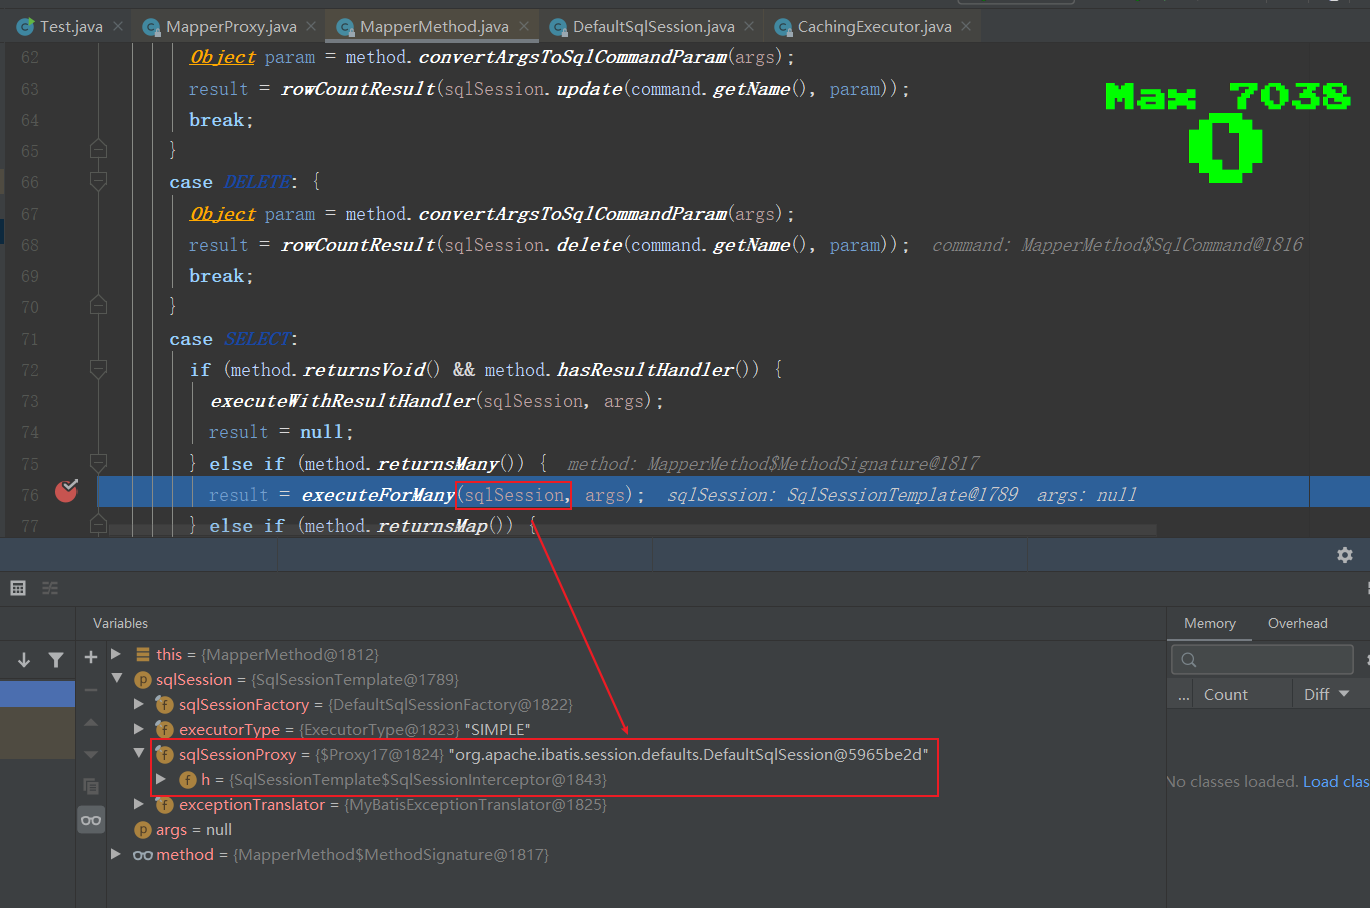 Test.java
MapperProxy.java
MapperMethod.java
DefaultSqlSession.java
CachingExecutor.java
Max 7038
0
62 Object param = method.convertArgsToSqlCommandParam(args);
63 result = rowCountResult(sqlSession.update(command.getName(), param));
64 break;
65 }
66 case DELETE: {
67 Object param = method.convertArgsToSqlCommandParam(args);
68 result = rowCountResult(sqlSession.delete(command.getName(), param)); command: MapperMethod$SqlCommand@1816
69 break;
70 }
71 case SELECT:
72 if (method.returnsVoid() && method.hasResultHandler()) {
73 executeWithResultHandler(sqlSession, args);
74 result = null;
75 } else if (method.returnsMany()) { method: MapperMethod$MethodSignature@1817
76 result = executeForMany(sqlSession, args); sqlSession: SqlSessionTemplate@1789 args: null
77 } else if (method.returnsMap()) {
Variables
Memory
Overhead
this = {MapperMethod@1812}
p sqlSession = {SqlSessionTemplate@1789}
f sqlSessionFactory = {DefaultSqlSessionFactory@1822}
f executorType = {ExecutorType@1823} "SIMPLE"
f sqlSessionProxy = {$Proxy17@1824} "org.apache.ibatis.session.defaults.DefaultSqlSession@5965be2d"
f h = {SqlSessionTemplate$SqlSessionInterceptor@1843}
f exceptionTranslator = {MyBatisExceptionTranslator@1825}
p args = null
method = {MapperMethod$MethodSignature@1817}
... Count Diff
No classes loaded. Load clas